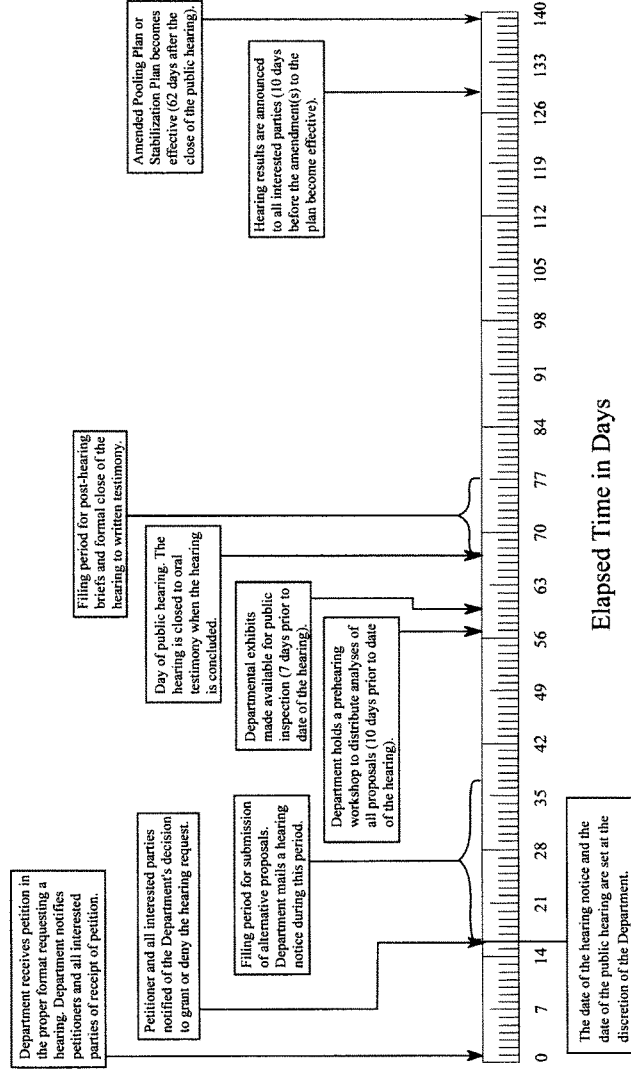 Department receives petition in
the proper format requesting a
hearing. Department notifies
petitioners and all interested
parties of receipt of petition.
Petitioner and all interested parties
notified of the Department's decision
to grant or deny the hearing request.
Filing period for submission
of alternative proposals.
Department mails a hearing
notice during this period.
Department holds a prehearing
workshop to distribute analyses of
all proposals (10 days prior to date
of the hearing).
Departmental exhibits
made available for public
inspection (7 days prior to
date of the hearing).
Day of public hearing. The
hearing is closed to oral
testimony when the hearing
is concluded.
Filing period for post-hearing
briefs and formal close of the
hearing to written testimony.
Hearing results are announced
to all interested parties (10 days
before the amendment(s) to the
plan become effective).
Amended Pooling Plan or
Stabilization Plan becomes
effective (62 days after the
close of the public hearing).
0 7 14 21 28 35 42 49 56 63 70 77 84 91 98 105 112 119 126 133 140
The date of the hearing notice and the
date of the public hearing are set at the
discretion of the Department.
Elapsed Time in Days